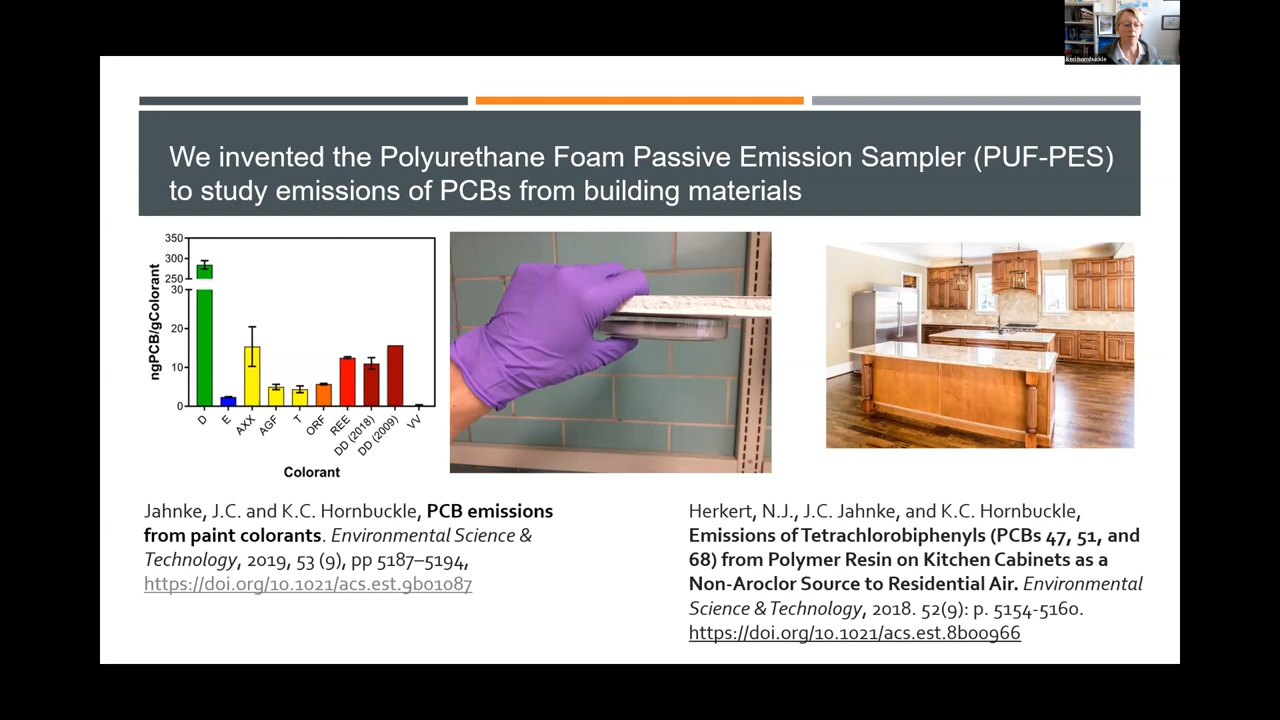 keri hornbuckle
We invented the Polyurethane Foam Passive Emission Sampler (PUF-PES)
to study emissions of PCBs from building materials
350
300
250
30
20
10
0
ngPCB/gColorant
D
E
AXX
AGF
T
ORF
REE
DD (2018)
DD (2009)
VV
Colorant
Jahnke, J.C. and K.C. Hornbuckle, PCB emissions
from paint colorants. Environmental Science &
Technology, 2019, 53 (9), pp 5187–5194,
https://doi.org/10.1021/acs.est.9b01087
Herkert, N.J., J.C. Jahnke, and K.C. Hornbuckle,
Emissions of Tetrachlorobiphenyls (PCBs 47, 51, and
68) from Polymer Resin on Kitchen Cabinets as a
Non-Aroclor Source to Residential Air. Environmental
Science & Technology, 2018. 52(9): p. 5154-5160.
https://doi.org/10.1021/acs.est.8b00966